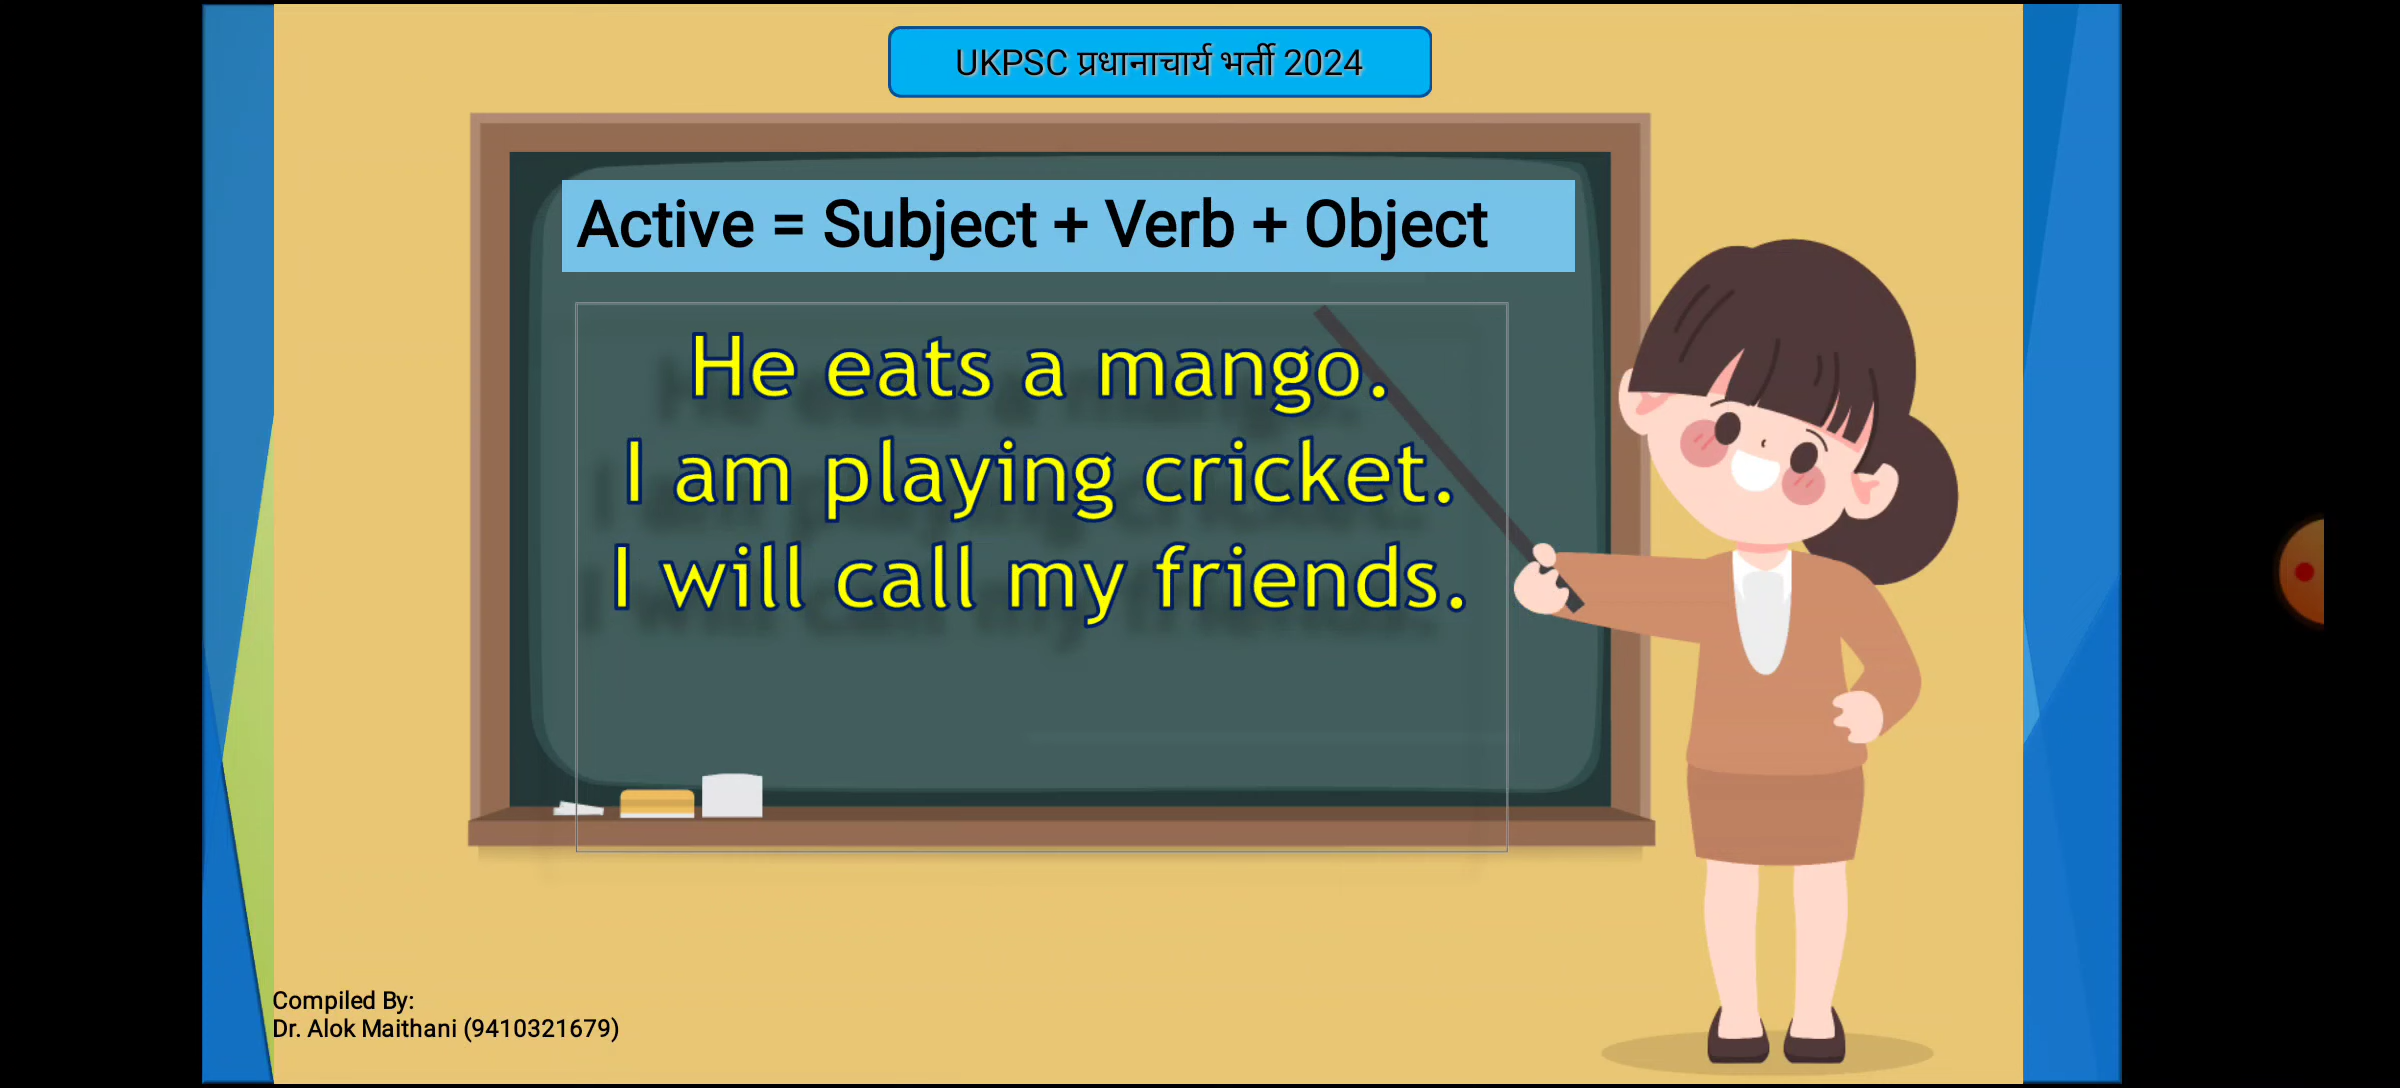 UKPSC प्रधानाचार्य भर्ती 2024
Active = Subject + Verb + Object
He eats a mango.
I am playing cricket.
I will call my friends.
Compiled By:
Dr. Alok Maithani (9410321679)